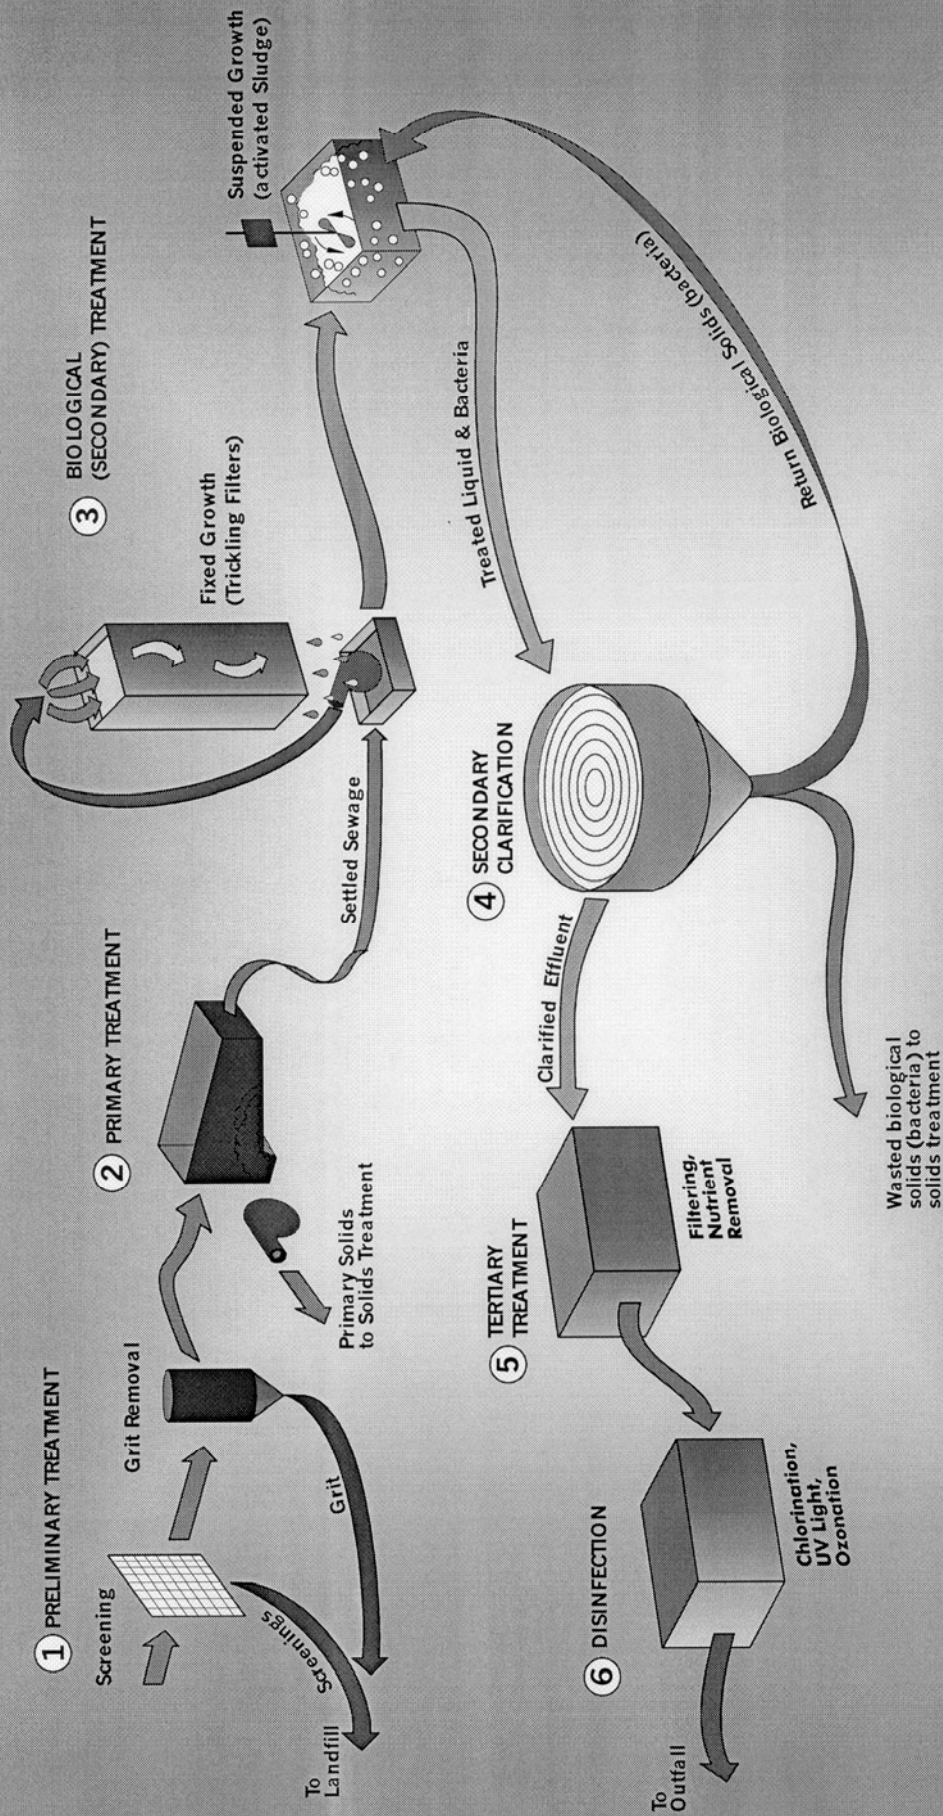 1 PRELIMINARY TREATMENT
Screening
Grit Removal
Screenings
Grit
To
Landfill
2 PRIMARY TREATMENT
Primary Solids
to Solids Treatment
Settled Sewage
3 BIOLOGICAL
(SECONDARY) TREATMENT
Fixed Growth
(Trickling Filters)
Suspended Growth
(activated Sludge)
Treated Liquid & Bacteria
Return Biological Solids (bacteria)
4 SECONDARY
CLARIFICATION
Clarified Effluent
Wasted biological
solids (bacteria) to
solids treatment
5 TERTIARY
TREATMENT
Filtering,
Nutrient
Removal
6 DISINFECTION
Chlorination,
UV Light,
Ozonation
To
Outfall